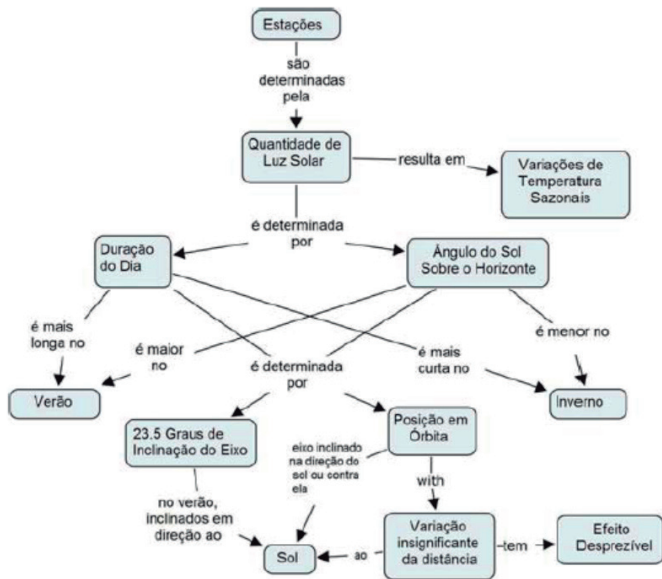 Estações
são
determinadas
pela
Quantidade de
Luz Solar
resulta em
Variações de
Temperatura
Sazonais
é determinada
por
Duração
do Dia
Ângulo do Sol
Sobre o Horizonte
é mais
longa no
é maior
no
é determinada
por
é mais
curta no
é menor no
Verão
Inverno
23.5 Graus de
Inclinação do Eixo
Posição em
Órbita
eixo inclinado
na direção do
sol ou contra
ela
with
no verão,
inclinados em
direção ao
Sol
ao
Variação
insignificante
da distância
tem
Efeito
Desprezível